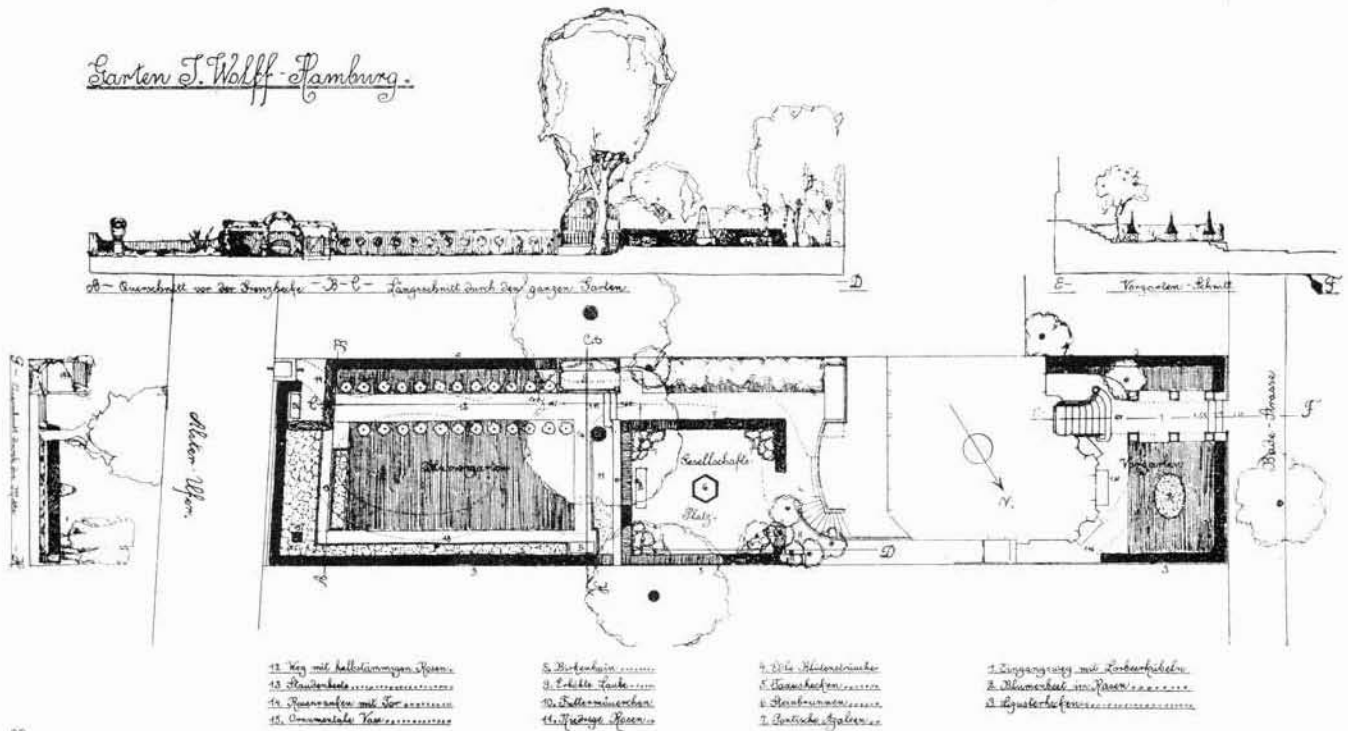 Garten J. Wolff-Hamburg.
A- Querschnitt vor der Grenzhecke -B-C- Längsschnitt durch den ganzen Garten. -D
E- Vorgarten-Schnitt F
Alster Ufer.
Blumengarten
Gesellschafts
Platz
N.
D
Vorgarten
Bade-Strasse
F
12. Weg mit halbstämmigen Rosen.
13. Staudenbeete
14. Rosenranken mit Tor
15. Ornamentale Vase
8. Birkenhain
9. Erhöhte Laube
10. Futtermäuerchen
11. Niedrige Rosen
4. Edle Blütensträucher
5. Taxushecken
6. Steinbrunnen
7. Pontische Azaleen
1. Eingangsweg mit Lorbeerkübeln
2. Blumenbeet im Rasen
3. Ligusterhecken